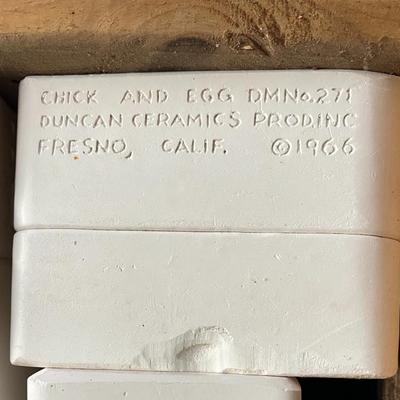 CHICK AND EGG DMNo.271
DUNCAN CERAMICS PROD.INC
FRESNO, CALIF. ©1966